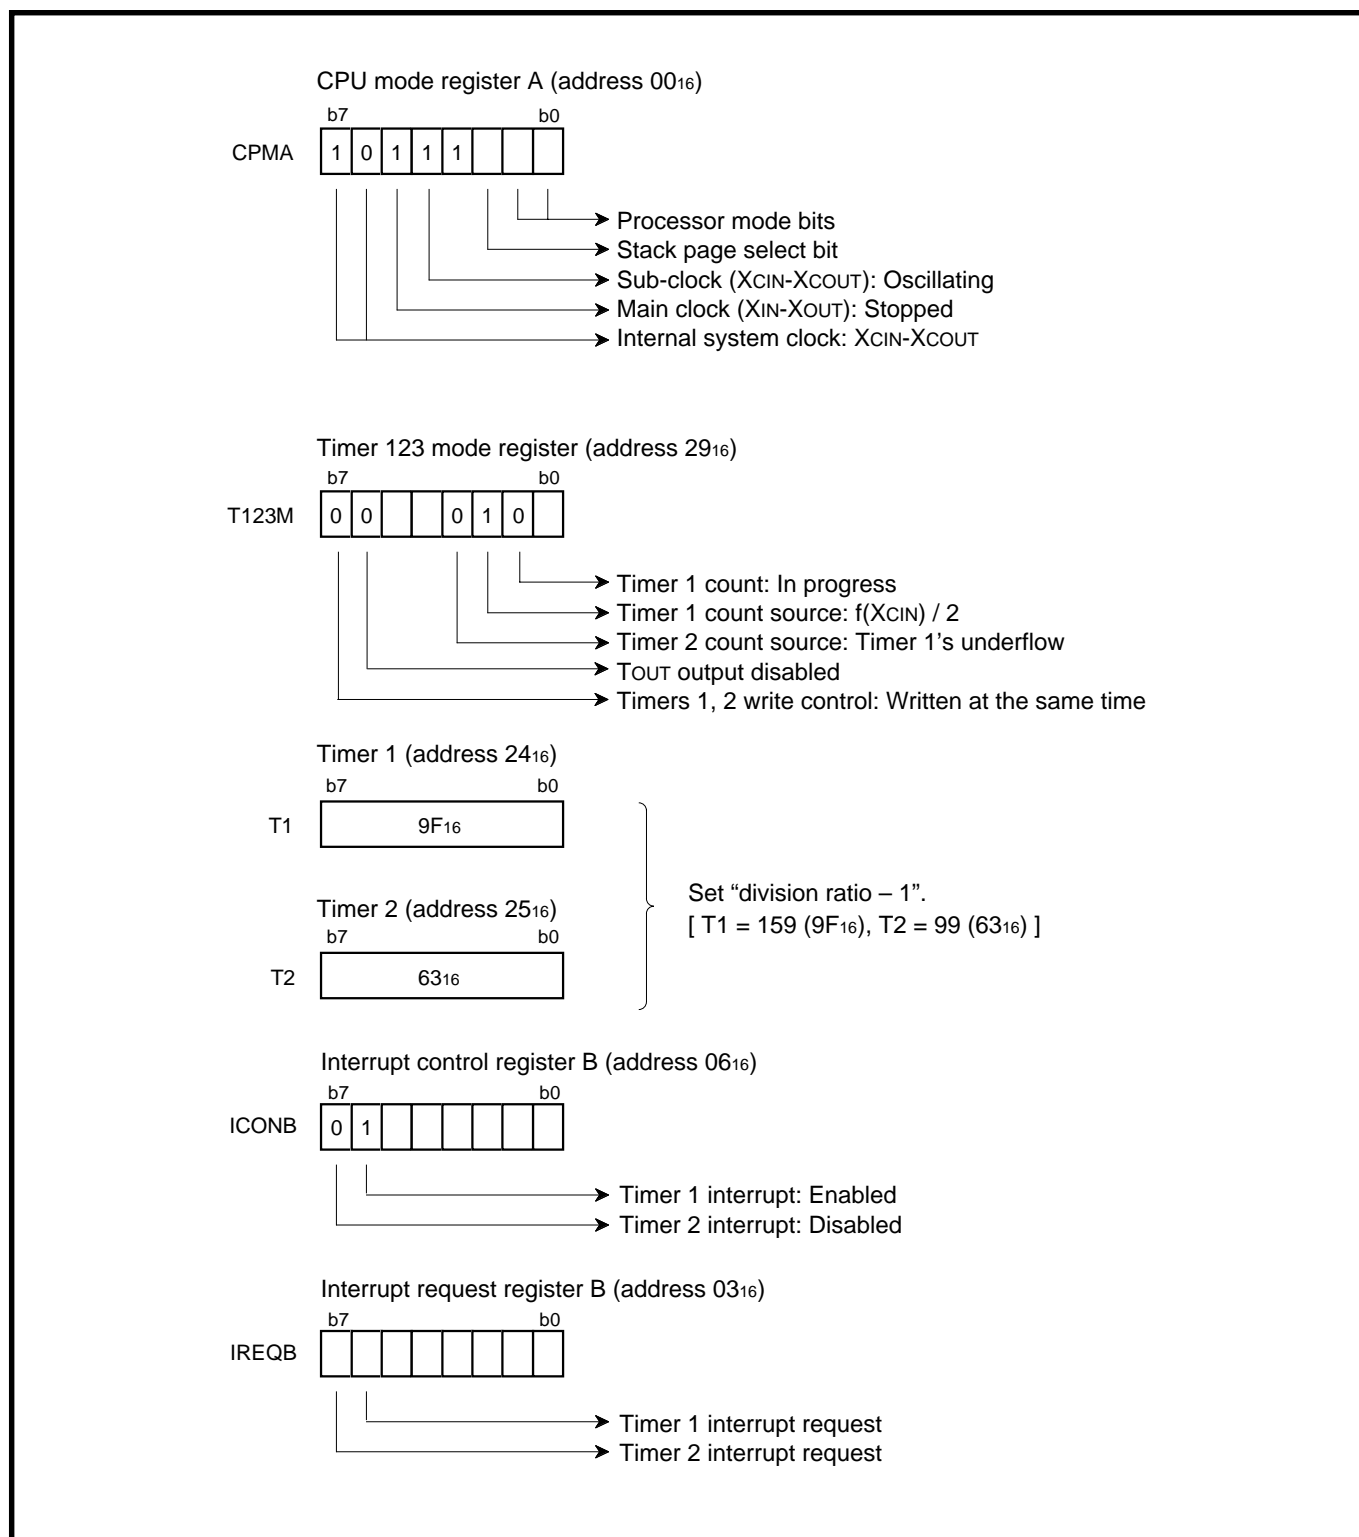 CPU mode register A (address 0016)
b7 b0
CPMA 1 0 1 1 1
Processor mode bits
Stack page select bit
Sub-clock (XCIN-XCOUT): Oscillating
Main clock (XIN-XOUT): Stopped
Internal system clock: XCIN-XCOUT
Timer 123 mode register (address 2916)
b7 b0
T123M 0 0 0 1 0
Timer 1 count: In progress
Timer 1 count source: f(XCIN) / 2
Timer 2 count source: Timer 1’s underflow
TOUT output disabled
Timers 1, 2 write control: Written at the same time
Timer 1 (address 2416)
b7 b0
T1 9F16
Set “division ratio – 1”.
[ T1 = 159 (9F16), T2 = 99 (6316) ]
Timer 2 (address 2516)
b7 b0
T2 6316
Interrupt control register B (address 0616)
b7 b0
ICONB 0 1
Timer 1 interrupt: Enabled
Timer 2 interrupt: Disabled
Interrupt request register B (address 0316)
b7 b0
IREQB
Timer 1 interrupt request
Timer 2 interrupt request